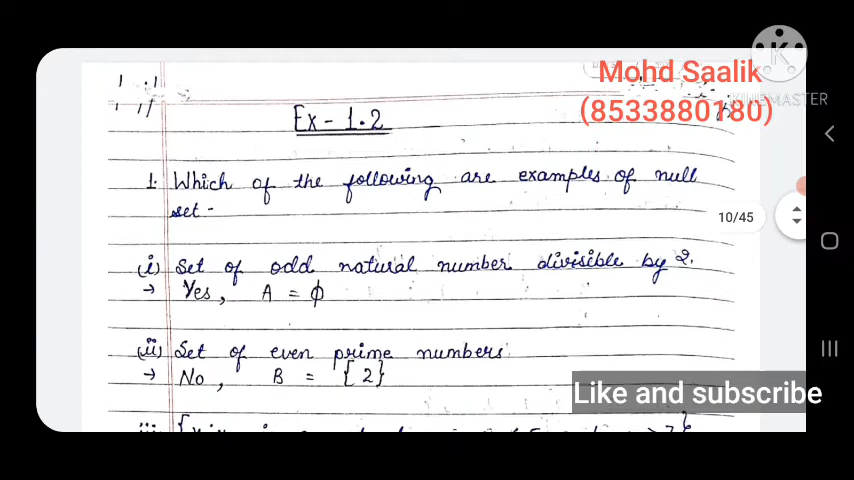 Mohd Saalik
(8533880180)
KINEMASTER
Ex - 1.2
1. Which of the following are examples of null
set -
10/45
(i) Set of odd natural number divisible by 2.
→ Yes, A = ϕ
(ii) Set of even prime numbers
→ No, B = {2}
Like and subscribe